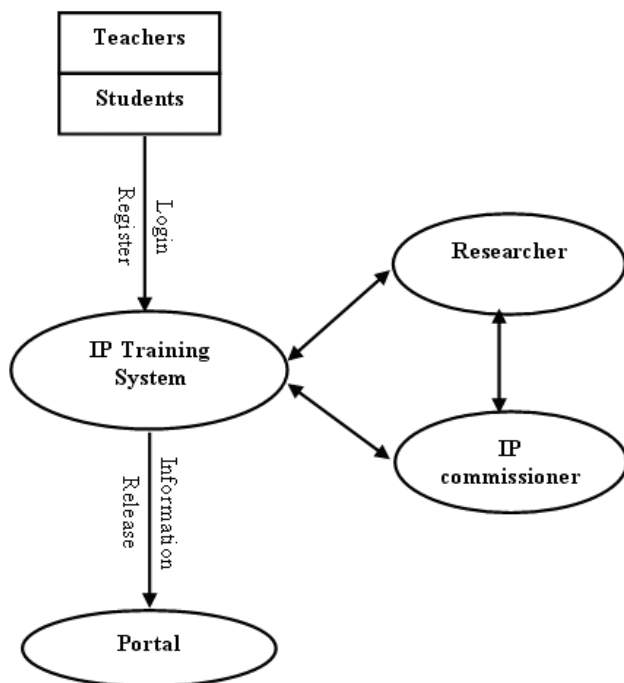 Teachers
Students
Login
Register
Researcher
IP Training
System
IP
commissioner
Information
Release
Portal